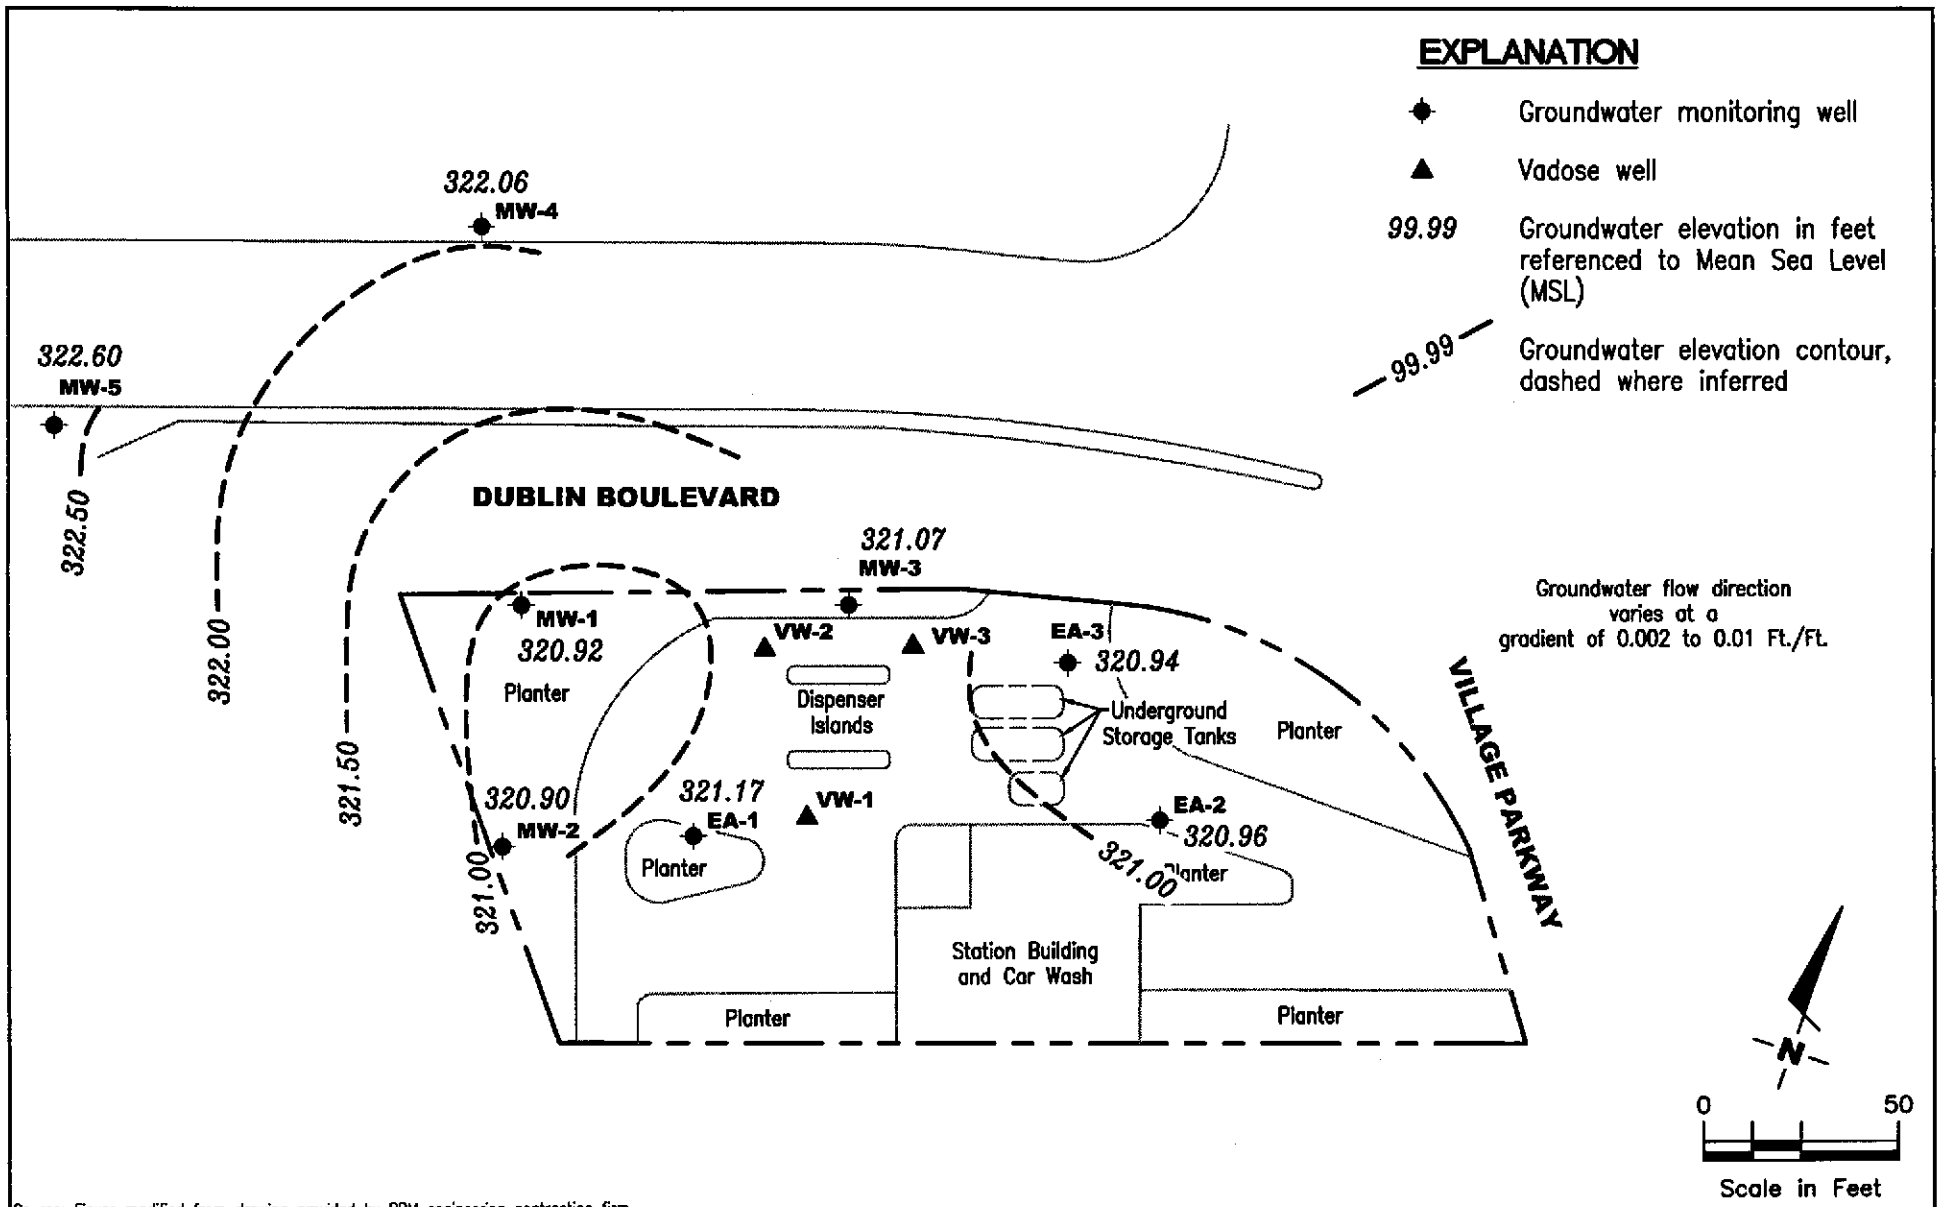 EXPLANATION
Groundwater monitoring well
Vadose well
99.99
Groundwater elevation in feet
referenced to Mean Sea Level
(MSL)
99.99
Groundwater elevation contour,
dashed where inferred
322.06
MW-4
322.60
MW-5
322.50
322.00
321.50
321.00
DUBLIN BOULEVARD
321.07
MW-3
MW-1
320.92
Planter
VW-2
VW-3
EA-3
320.94
Dispenser
Islands
Underground
Storage Tanks
Planter
Groundwater flow direction
varies at a
gradient of 0.002 to 0.01 Ft./Ft.
VILLAGE PARKWAY
320.90
MW-2
321.17
EA-1
VW-1
EA-2
320.96
321.00
Planter
Planter
Station Building
and Car Wash
Planter
Planter
N
0 50
Scale in Feet